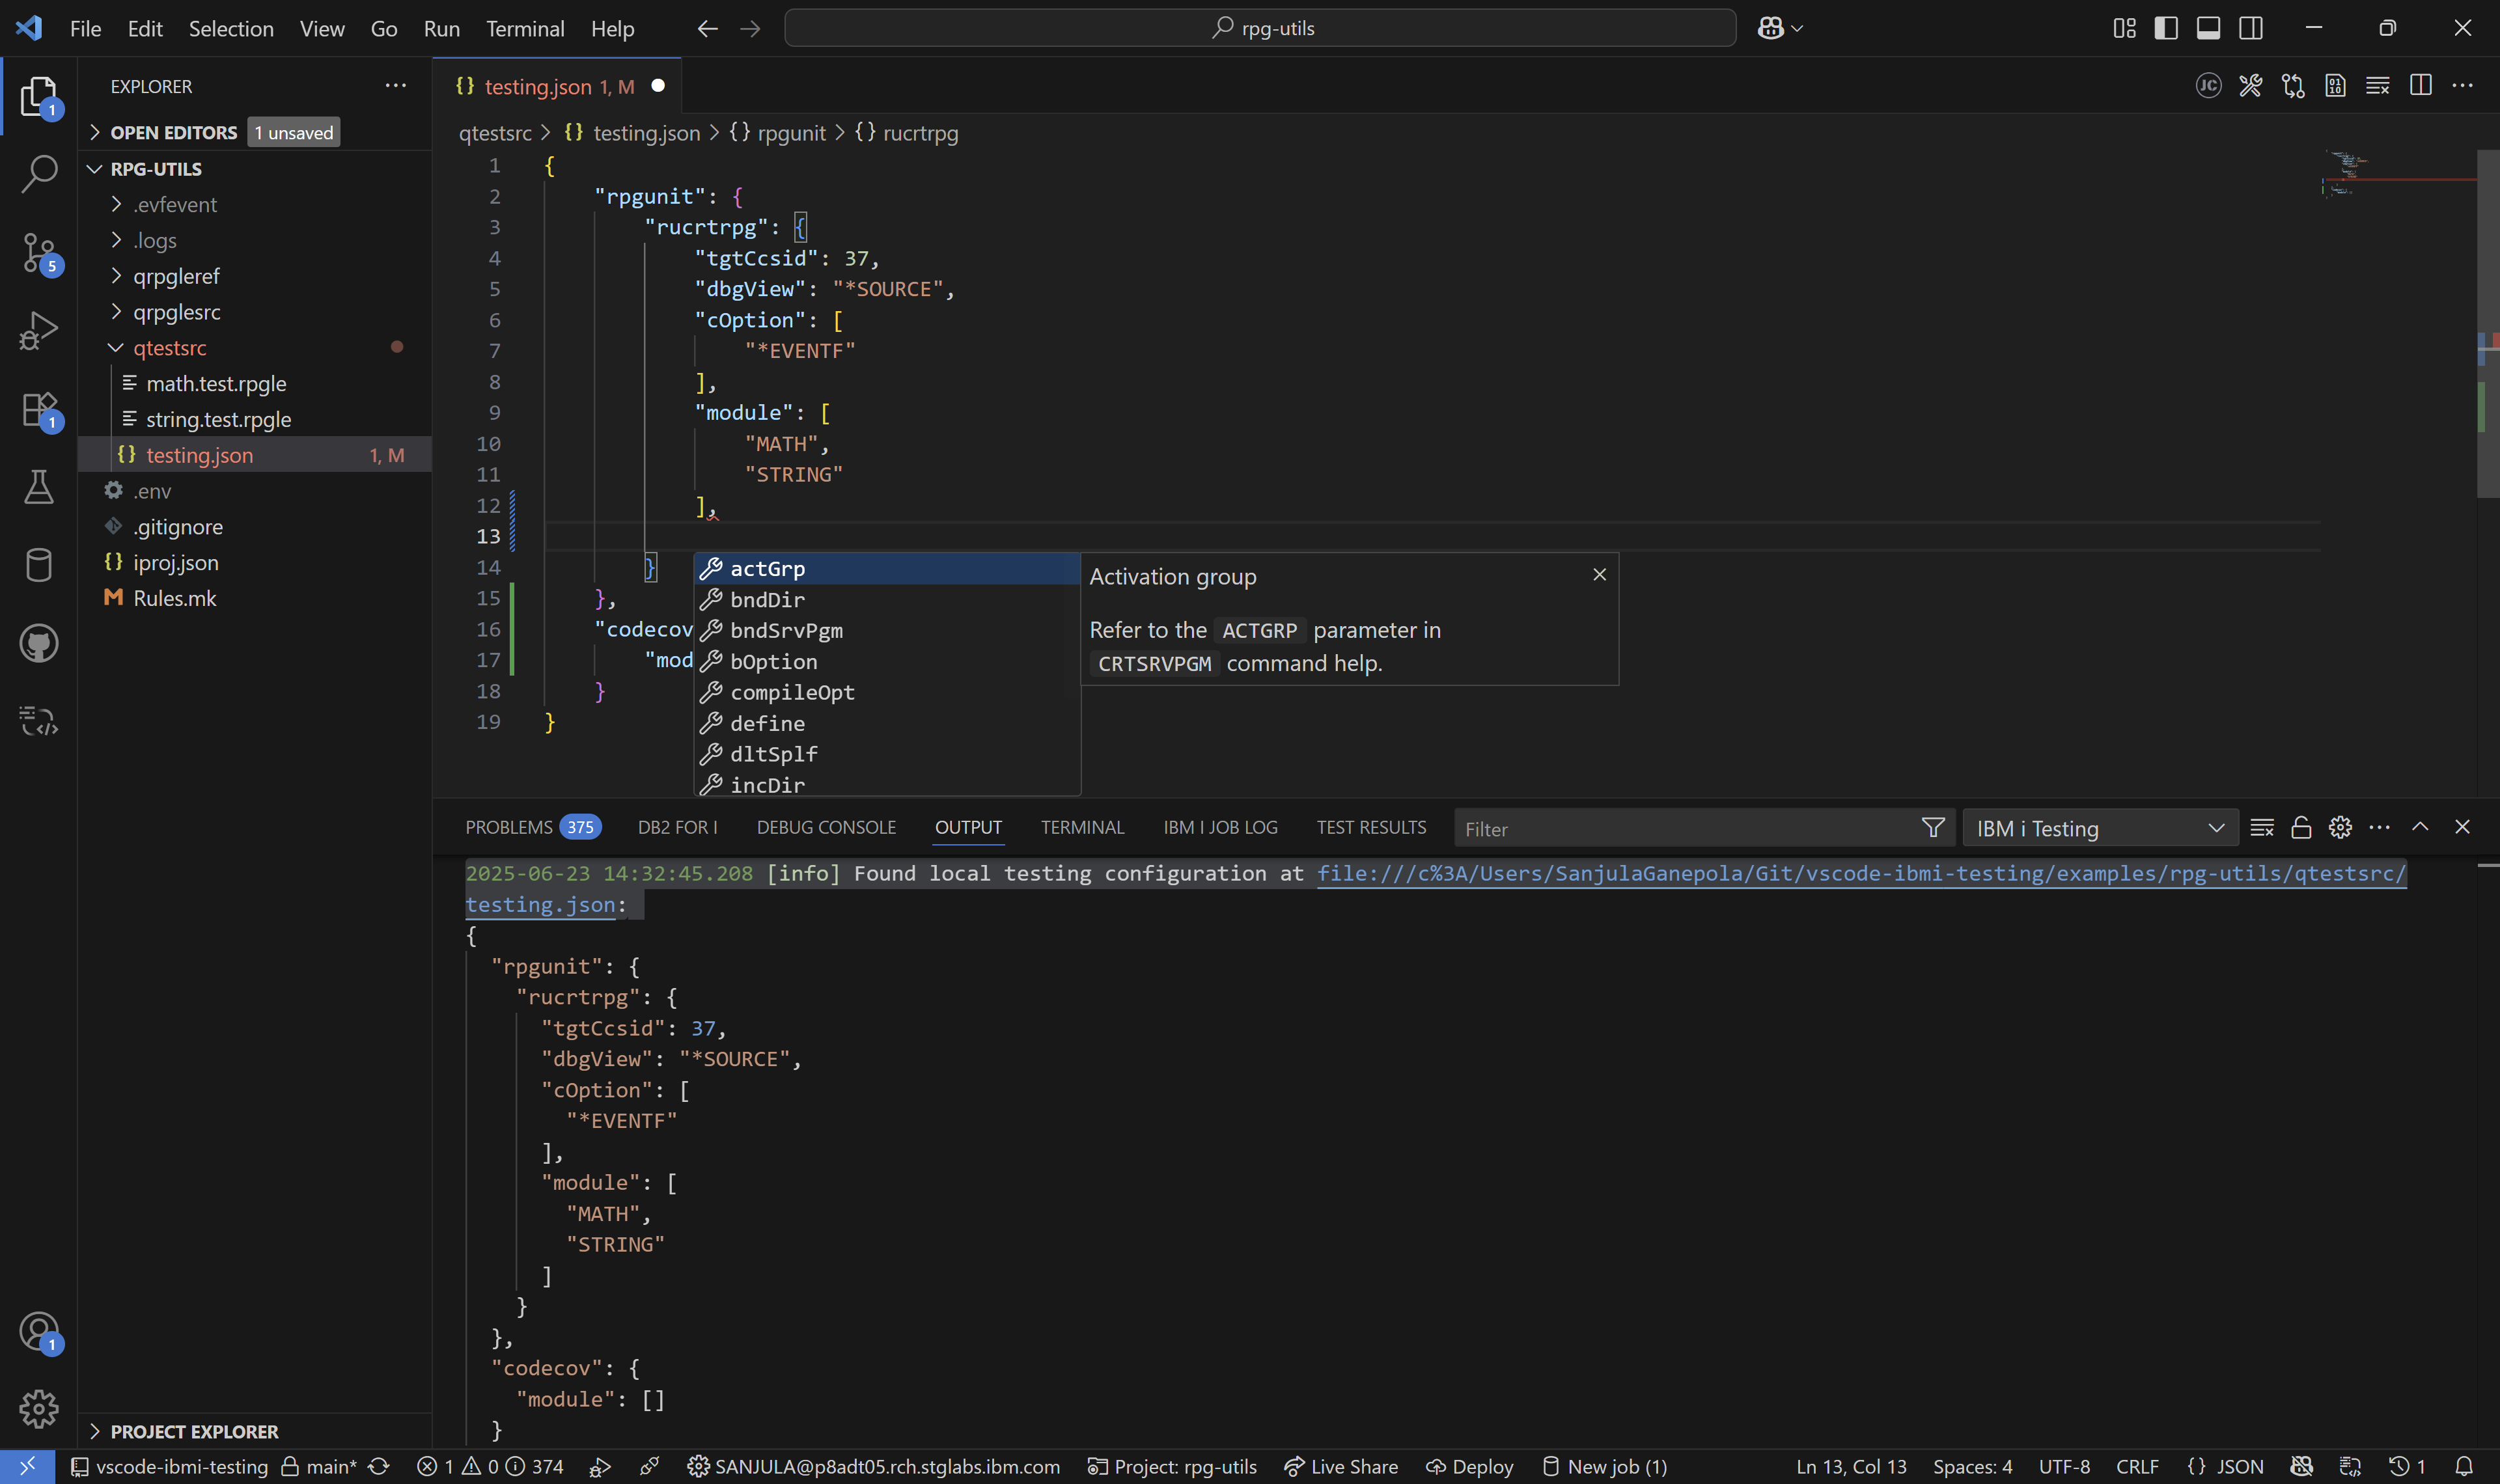 File Edit Selection View Go Run Terminal Help
rpg-utils
EXPLORER
OPEN EDITORS 1 unsaved
RPG-UTILS
.evfevent
.logs
qrpgleref
qrpglesrc
qtestsrc
math.test.rpgle
string.test.rpgle
{} testing.json 1, M
.env
.gitignore
{} iproj.json
M Rules.mk
PROJECT EXPLORER
1
5
1
1
{} testing.json 1, M
JC
qtestsrc > {} testing.json > {} rpgunit > {} rucrtrpg
1 {
2 "rpgunit": {
3 "rucrtrpg": {
4 "tgtCcsid": 37,
5 "dbgView": "*SOURCE",
6 "cOption": [
7 "*EVENTF"
8 ],
9 "module": [
10 "MATH",
11 "STRING"
12 ],
13
14 }
15 },
16 "codecov
17 "mod
18 }
19 }
actGrp
bndDir
bndSrvPgm
bOption
compileOpt
define
dltSplf
incDir
Activation group
Refer to the ACTGRP parameter in
CRTSRVPGM command help.
PROBLEMS 375 DB2 FOR I DEBUG CONSOLE OUTPUT TERMINAL IBM I JOB LOG TEST RESULTS Filter IBM i Testing
2025-06-23 14:32:45.208 [info] Found local testing configuration at file:///c%3A/Users/SanjulaGanepola/Git/vscode-ibmi-testing/examples/rpg-utils/qtestsrc/
testing.json:
{
"rpgunit": {
"rucrtrpg": {
"tgtCcsid": 37,
"dbgView": "*SOURCE",
"cOption": [
"*EVENTF"
],
"module": [
"MATH",
"STRING"
]
}
},
"codecov": {
"module": []
}
vscode-ibmi-testing main* 1 0 374 SANJULA@p8adt05.rch.stglabs.ibm.com Project: rpg-utils Live Share Deploy New job (1) Ln 13, Col 13 Spaces: 4 UTF-8 CRLF {} JSON 1